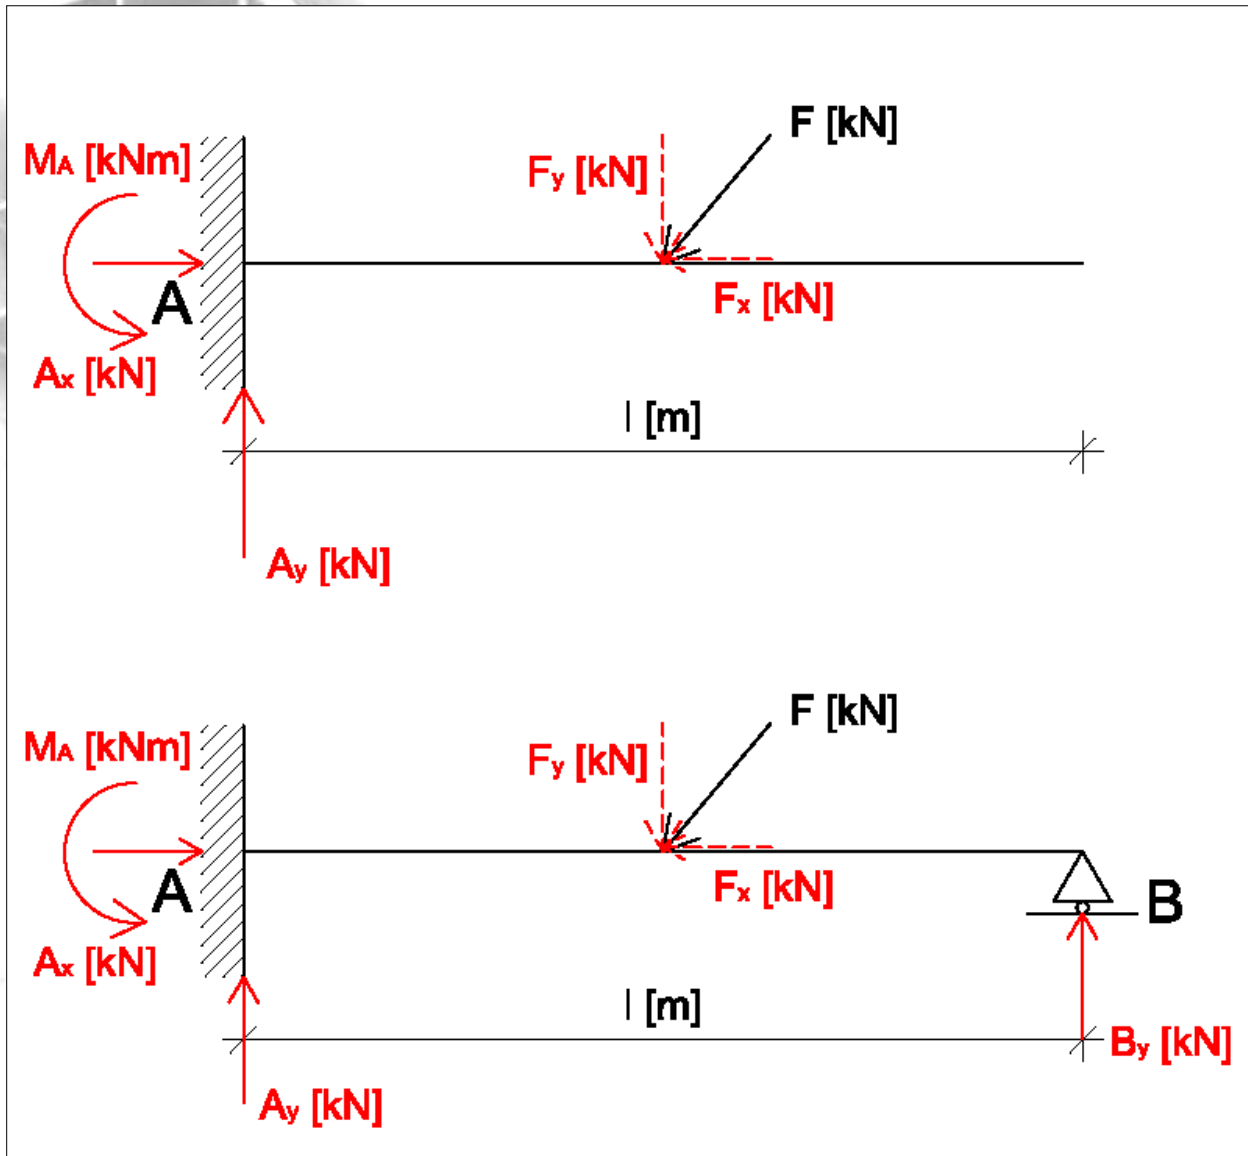 F [kN]
MA [kNm]
Fy [kN]
Fx [kN]
A
Ax [kN]
l [m]
Ay [kN]
F [kN]
MA [kNm]
Fy [kN]
Fx [kN]
A
B
Ax [kN]
l [m]
By [kN]
Ay [kN]